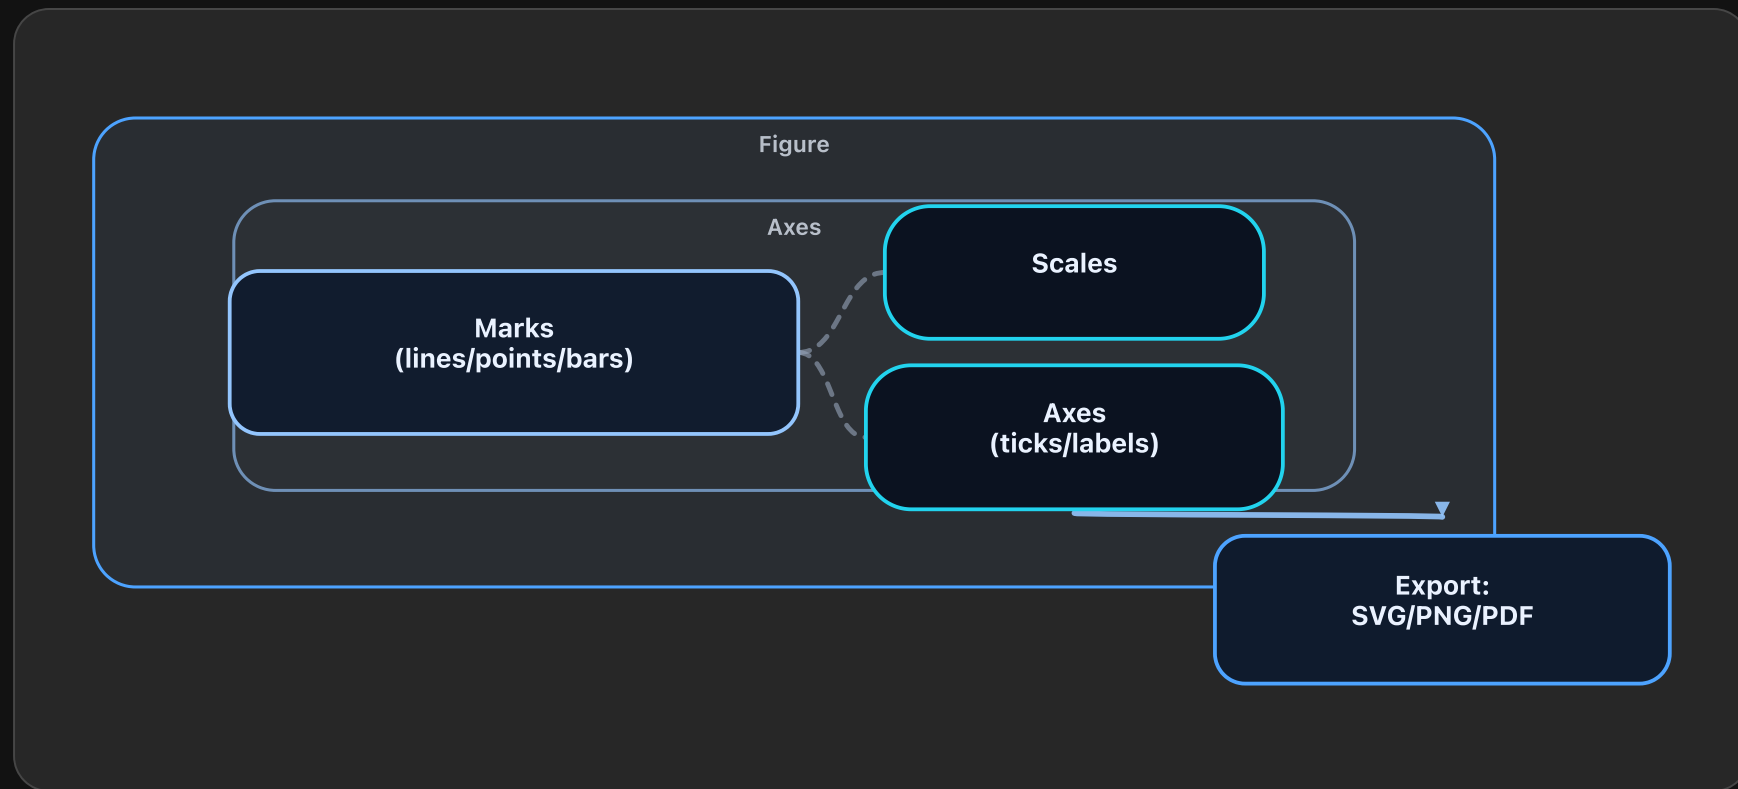 Figure
Axes
Scales
Marks
(lines/points/bars)
Axes
(ticks/labels)
Export:
SVG/PNG/PDF